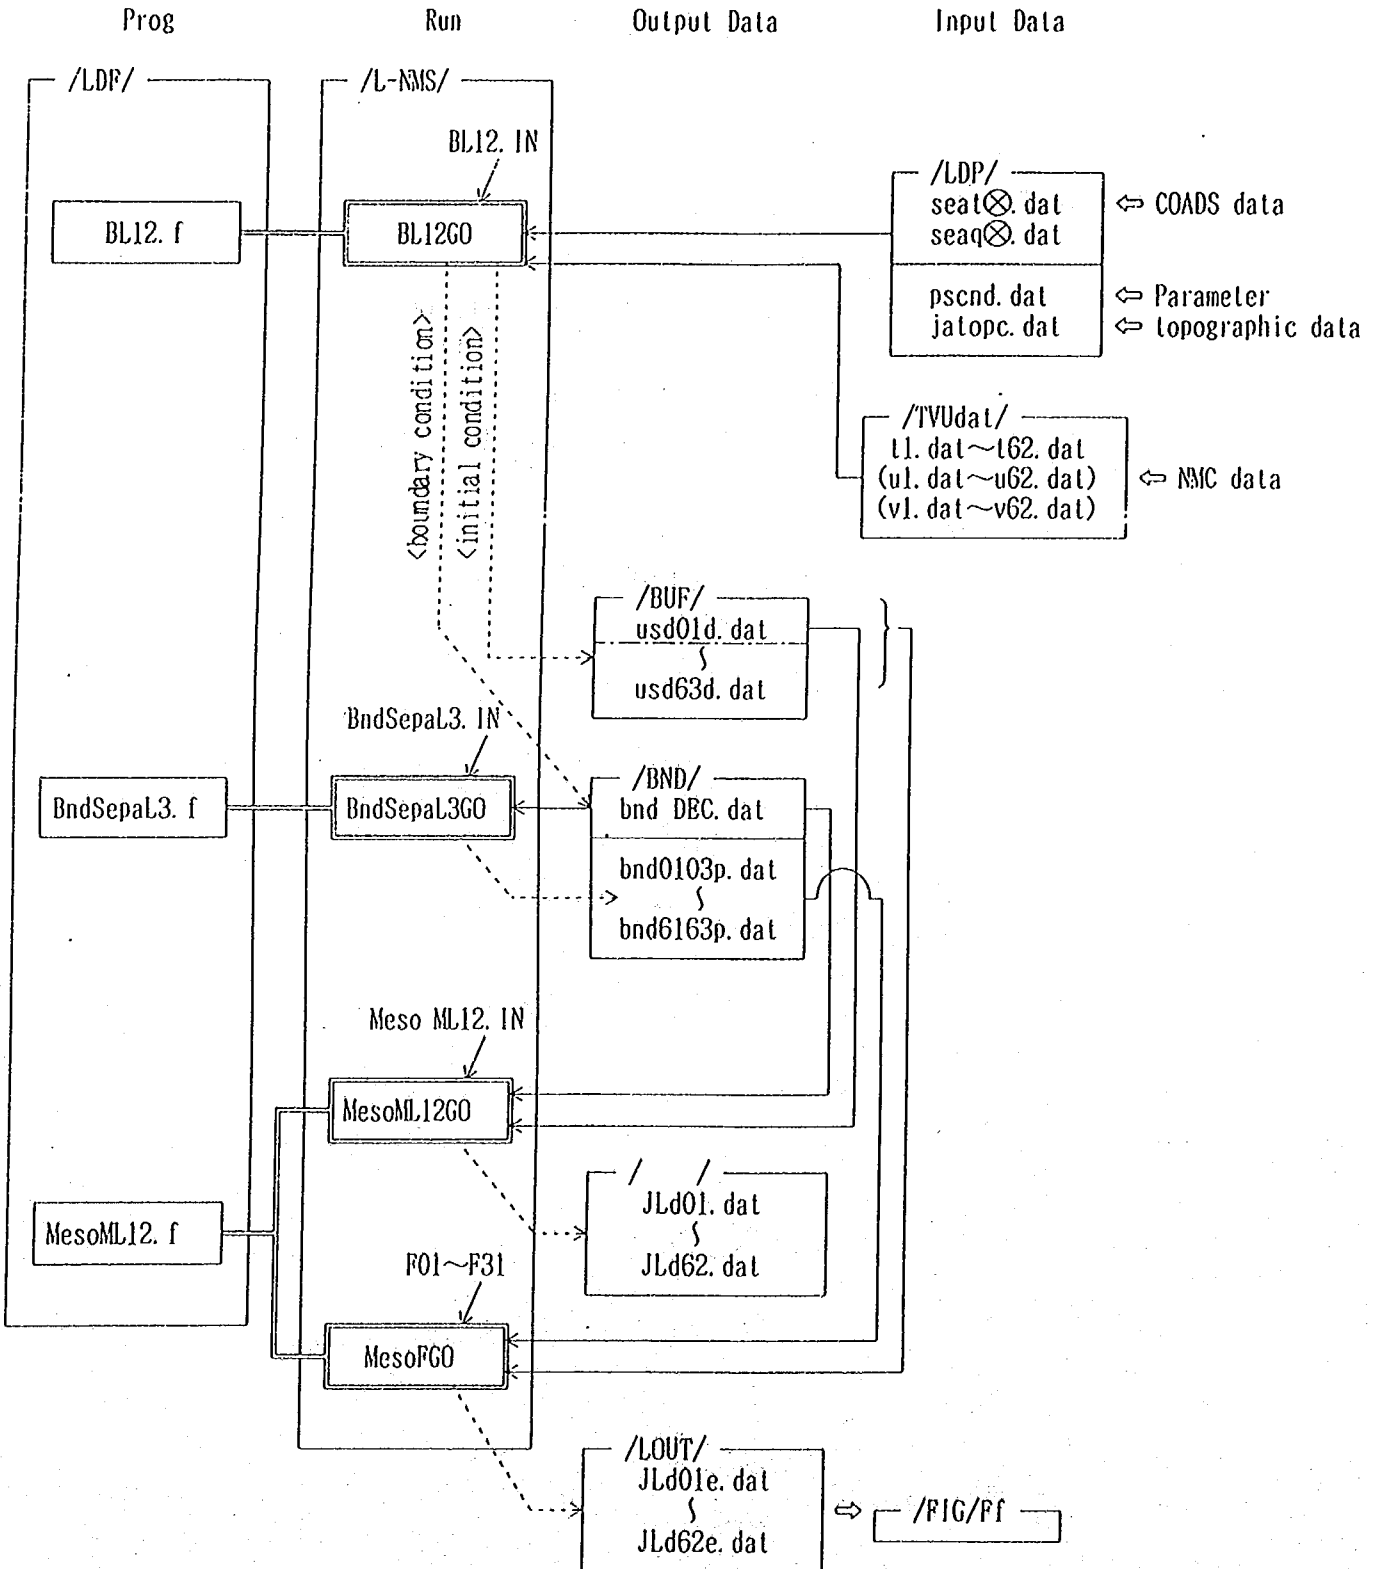 Prog
Run
Output Data
Input Data
/LDF/
/L-NMS/
BL12. IN
BL12. f
BL12GO
/LDP/
seat⊗. dat
seaq⊗. dat
⇦ COADS data
pscnd. dat
jatopc. dat
⇦ Parameter
⇦ topographic data
<boundary condition>
<initial condition>
/TVUdat/
t1. dat～t62. dat
(u1. dat～u62. dat)
(v1. dat～v62. dat)
⇦ NMC data
/BUF/
usd01d. dat
∫
usd63d. dat
BndSepaL3. IN
BndSepaL3. f
BndSepaL3GO
/BND/
bnd DEC. dat
bnd0103p. dat
∫
bnd6163p. dat
Meso ML12. IN
MesoML12GO
/ /
JLd01. dat
∫
JLd62. dat
MesoML12. f
F01～F31
MesoFGO
/LOUT/
JLd01e. dat
∫
JLd62e. dat
⇨ /FIG/Ff